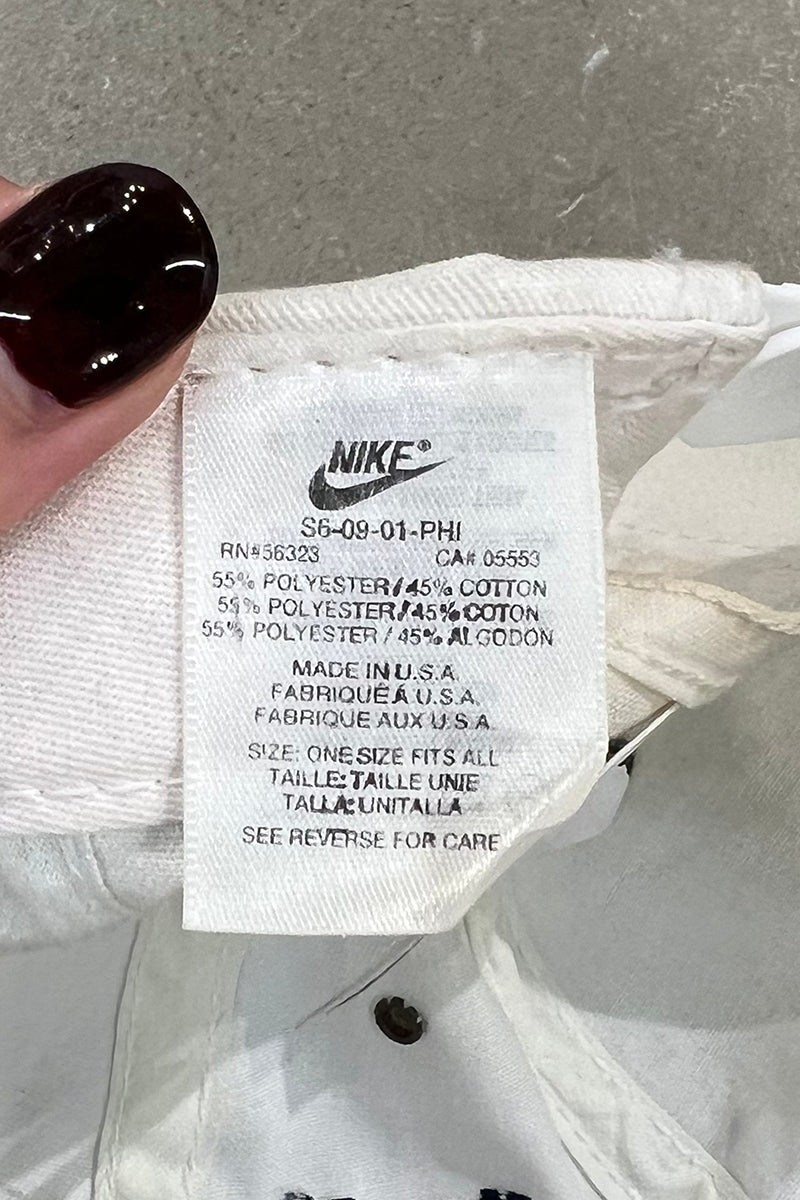 NIKE®
S6-09-01-PHI
RN#56323 CA# 05553
55% POLYESTER/45% COTTON
55% POLYESTER/45% COTON
55% POLYESTER / 45% ALGODON
MADE IN U.S.A.
FABRIQUÉ À U.S.A.
FABRIQUE AUX U.S.A.
SIZE: ONE SIZE FITS ALL
TAILLE: TAILLE UNIE
TALLA: UNITALLA
SEE REVERSE FOR CARE